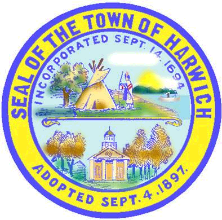 SEAL OF THE TOWN OF HARWICH
INCORPORATED SEPT. 14. 1694.
ADOPTED SEPT. 4. 1897.